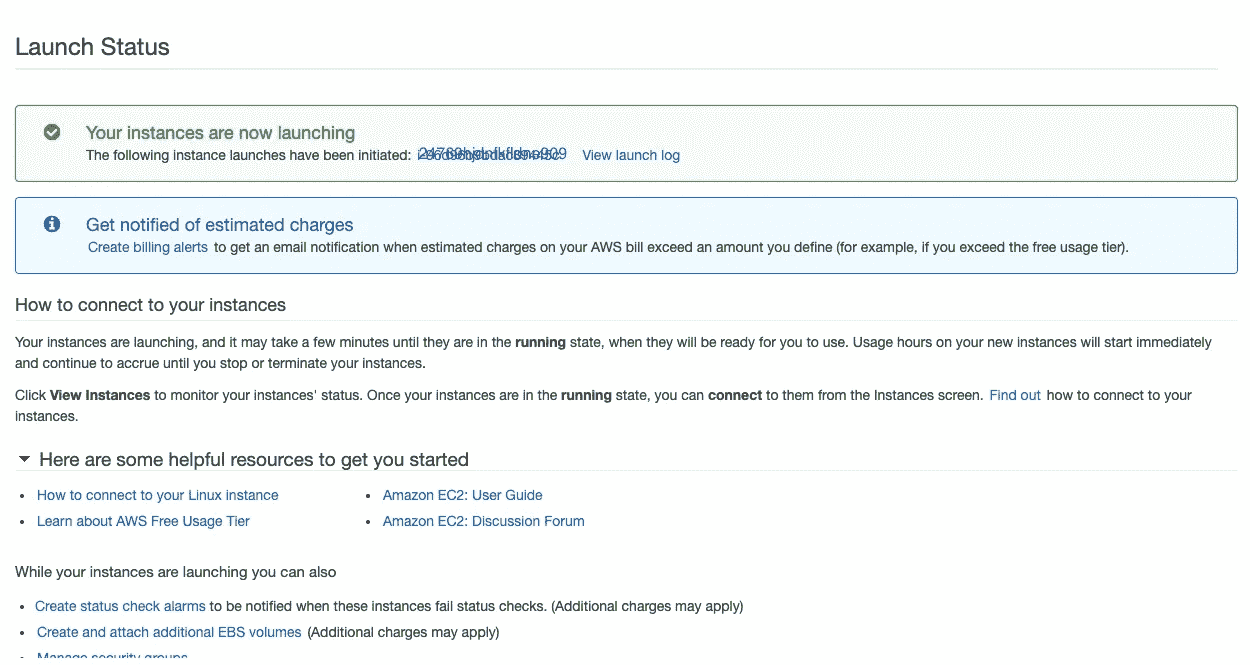 Launch Status
Your instances are now launching
The following instance launches have been initiated: View launch log
Get notified of estimated charges
Create billing alerts to get an email notification when estimated charges on your AWS bill exceed an amount you define (for example, if you exceed the free usage tier).
How to connect to your instances
Your instances are launching, and it may take a few minutes until they are in the running state, when they will be ready for you to use. Usage hours on your new instances will start immediately
and continue to accrue until you stop or terminate your instances.
Click View Instances to monitor your instances' status. Once your instances are in the running state, you can connect to them from the Instances screen. Find out how to connect to your
instances.
Here are some helpful resources to get you started
• How to connect to your Linux instance
• Amazon EC2: User Guide
• Learn about AWS Free Usage Tier
• Amazon EC2: Discussion Forum
While your instances are launching you can also
• Create status check alarms to be notified when these instances fail status checks. (Additional charges may apply)
• Create and attach additional EBS volumes (Additional charges may apply)
• Manage security groups